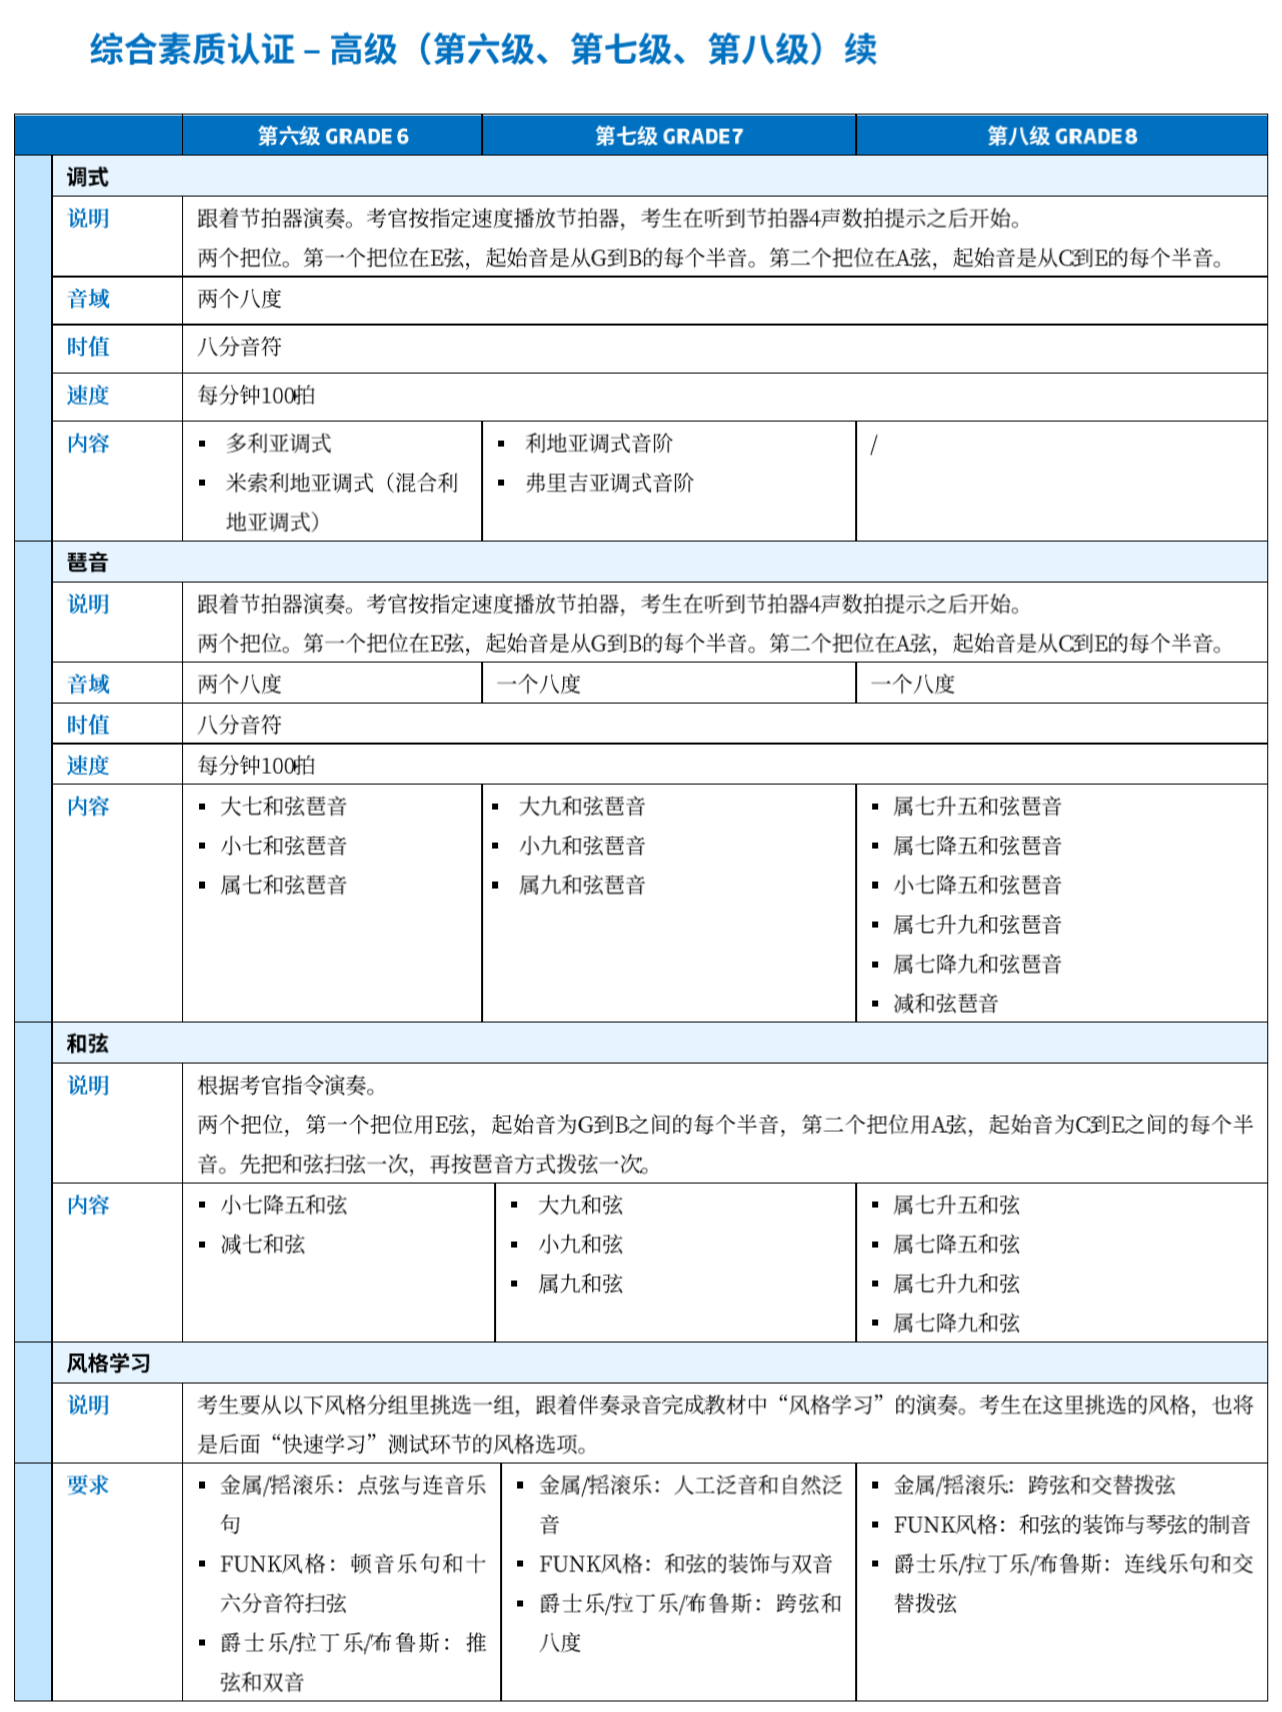 综合素质认证 – 高级（第六级、第七级、第八级）续
第六级 GRADE 6
第七级 GRADE7
第八级 GRADE8
调式
说明
跟着节拍器演奏。考官按指定速度播放节拍器，考生在听到节拍器4声数拍提示之后开始。
两个把位。第一个把位在E弦，起始音是从G到B的每个半音。第二个把位在A弦，起始音是从C到E的每个半音。
音域
两个八度
时值
八分音符
速度
每分钟100拍
内容
▪ 多利亚调式
▪ 米索利地亚调式（混合利
地亚调式）
▪ 利地亚调式音阶
▪ 弗里吉亚调式音阶
/
琶音
说明
跟着节拍器演奏。考官按指定速度播放节拍器，考生在听到节拍器4声数拍提示之后开始。
两个把位。第一个把位在E弦，起始音是从G到B的每个半音。第二个把位在A弦，起始音是从C到E的每个半音。
音域
两个八度
一个八度
一个八度
时值
八分音符
速度
每分钟100拍
内容
▪ 大七和弦琶音
▪ 小七和弦琶音
▪ 属七和弦琶音
▪ 大九和弦琶音
▪ 小九和弦琶音
▪ 属九和弦琶音
▪ 属七升五和弦琶音
▪ 属七降五和弦琶音
▪ 小七降五和弦琶音
▪ 属七升九和弦琶音
▪ 属七降九和弦琶音
▪ 减和弦琶音
和弦
说明
根据考官指令演奏。
两个把位，第一个把位用E弦，起始音为G到B之间的每个半音，第二个把位用A弦，起始音为C到E之间的每个半
音。先把和弦扫弦一次，再按琶音方式拨弦一次。
内容
▪ 小七降五和弦
▪ 减七和弦
▪ 大九和弦
▪ 小九和弦
▪ 属九和弦
▪ 属七升五和弦
▪ 属七降五和弦
▪ 属七升九和弦
▪ 属七降九和弦
风格学习
说明
考生要从以下风格分组里挑选一组，跟着伴奏录音完成教材中“风格学习”的演奏。考生在这里挑选的风格，也将
是后面“快速学习”测试环节的风格选项。
要求
▪ 金属/摇滚乐：点弦与连音乐
句
▪ FUNK风格：顿音乐句和十
六分音符扫弦
▪ 爵士乐/拉丁乐/布鲁斯：推
弦和双音
▪ 金属/摇滚乐：人工泛音和自然泛
音
▪ FUNK风格：和弦的装饰与双音
▪ 爵士乐/拉丁乐/布鲁斯：跨弦和
八度
▪ 金属/摇滚乐：跨弦和交替拨弦
▪ FUNK风格：和弦的装饰与琴弦的制音
▪ 爵士乐/拉丁乐/布鲁斯：连线乐句和交
替拨弦